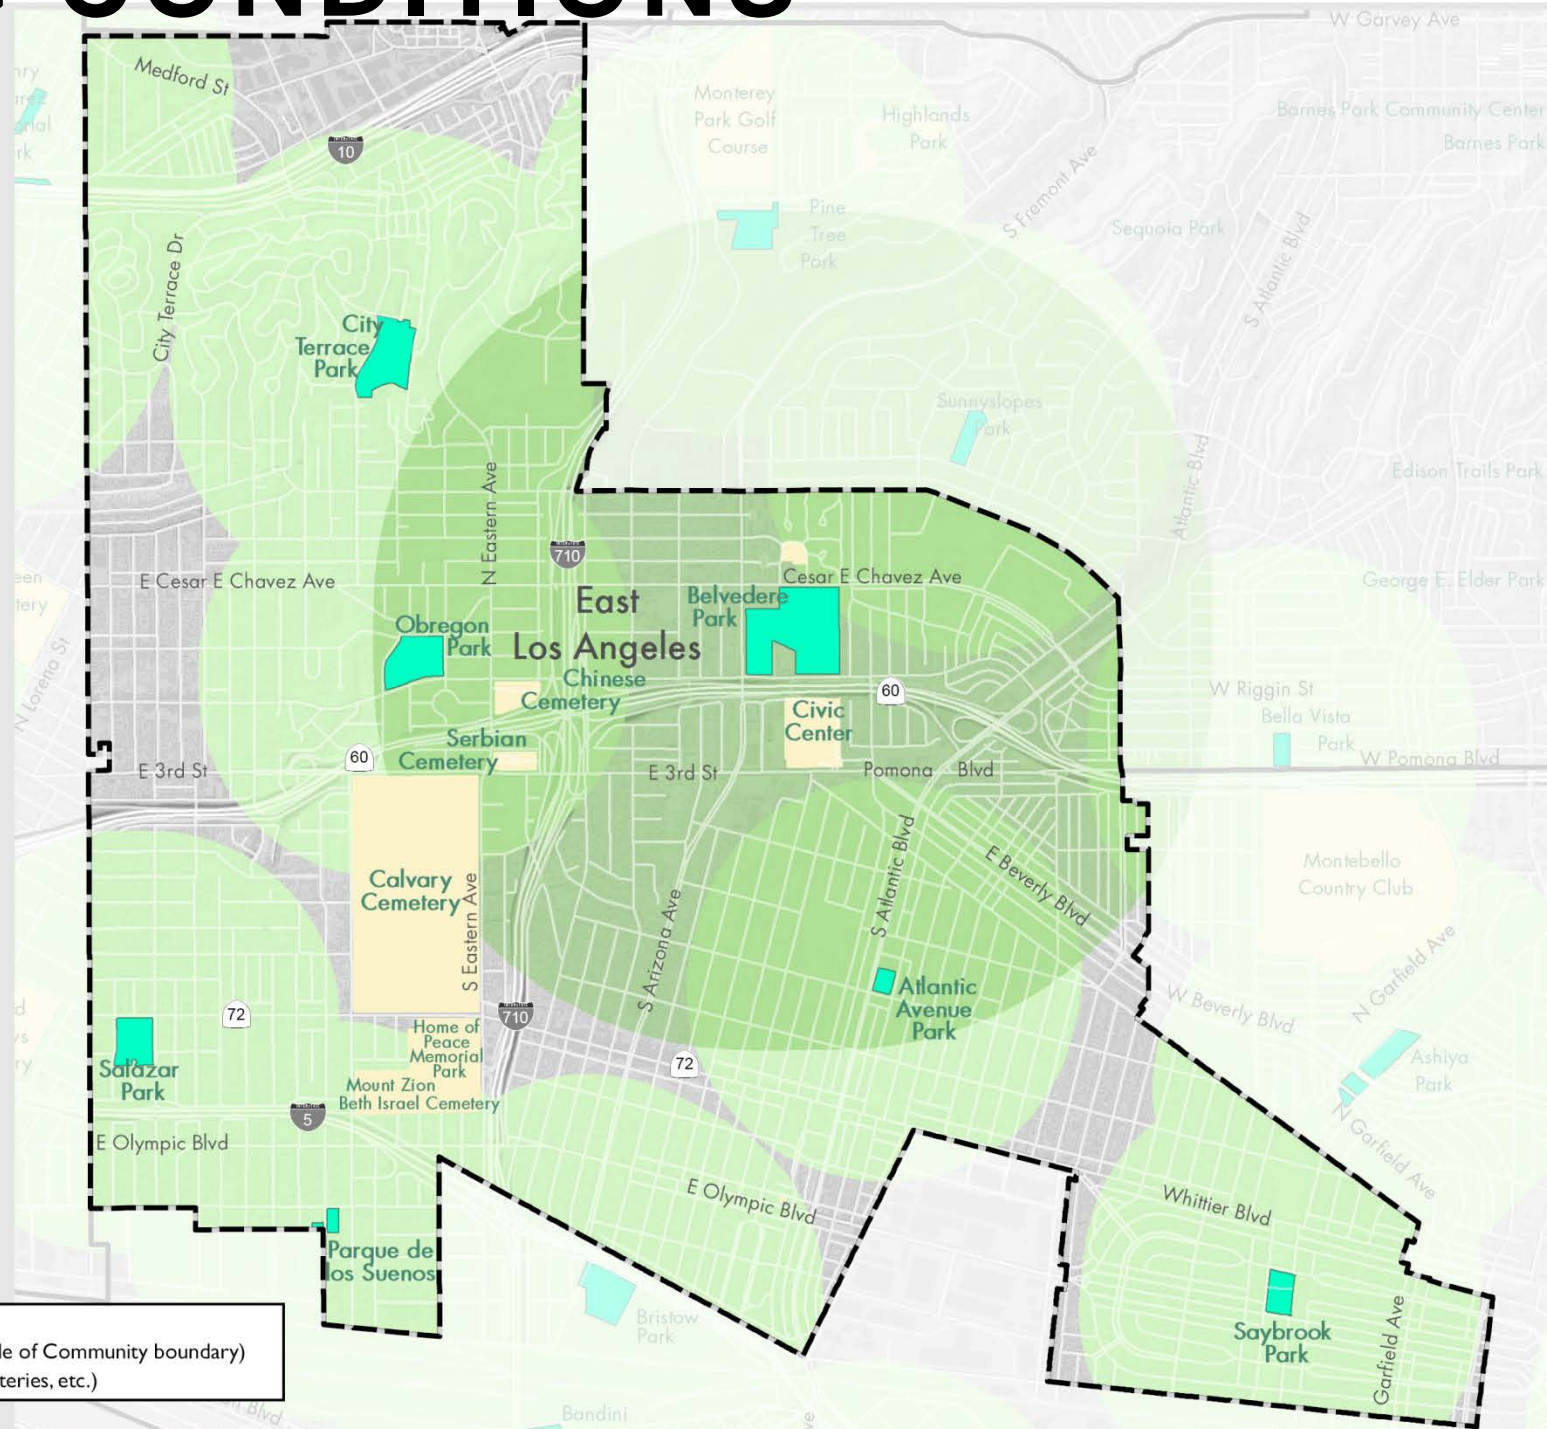 CONDITIONS
W Garvey Ave
Medford St
Monterey
Park Golf
Course
Highlands
Park
Barnes Park Community Center
Barnes Park
10
S Fremont Ave
Pine
Tree
Park
Sequoia Park
S Atlantic Blvd
City Terrace Dr
City
Terrace
Park
Sunnyslopes
Park
Edison Trails Park
Atlantic Blvd
N Eastern Ave
710
E Cesar E Chavez Ave
Cesar E Chavez Ave
George E. Elder Park
East
Los Angeles
Belvedere
Park
Obregon
Park
N Lorena St
Chinese
Cemetery
60
W Riggin St
Bella Vista
Park
Civic
Center
Serbian
Cemetery
60
E 3rd St
E 3rd St
Pomona Blvd
W Pomona Blvd
S Atlantic Blvd
E Beverly Blvd
Montebello
Country Club
Calvary
Cemetery
S Eastern Ave
S Arizona Ave
N Garfield Ave
Atlantic
Avenue
Park
W Beverly Blvd
72
710
Home of
Peace
Memorial
Park
72
Ashiya
Park
Salazar
Park
Mount Zion
Beth Israel Cemetery
5
N Garfield Ave
E Olympic Blvd
E Olympic Blvd
Whittier Blvd
Parque de
los Suenos
Bristow
Park
Saybrook
Park
Garfield Ave
le of Community boundary)
teries, etc.)
Blvd
Bandini